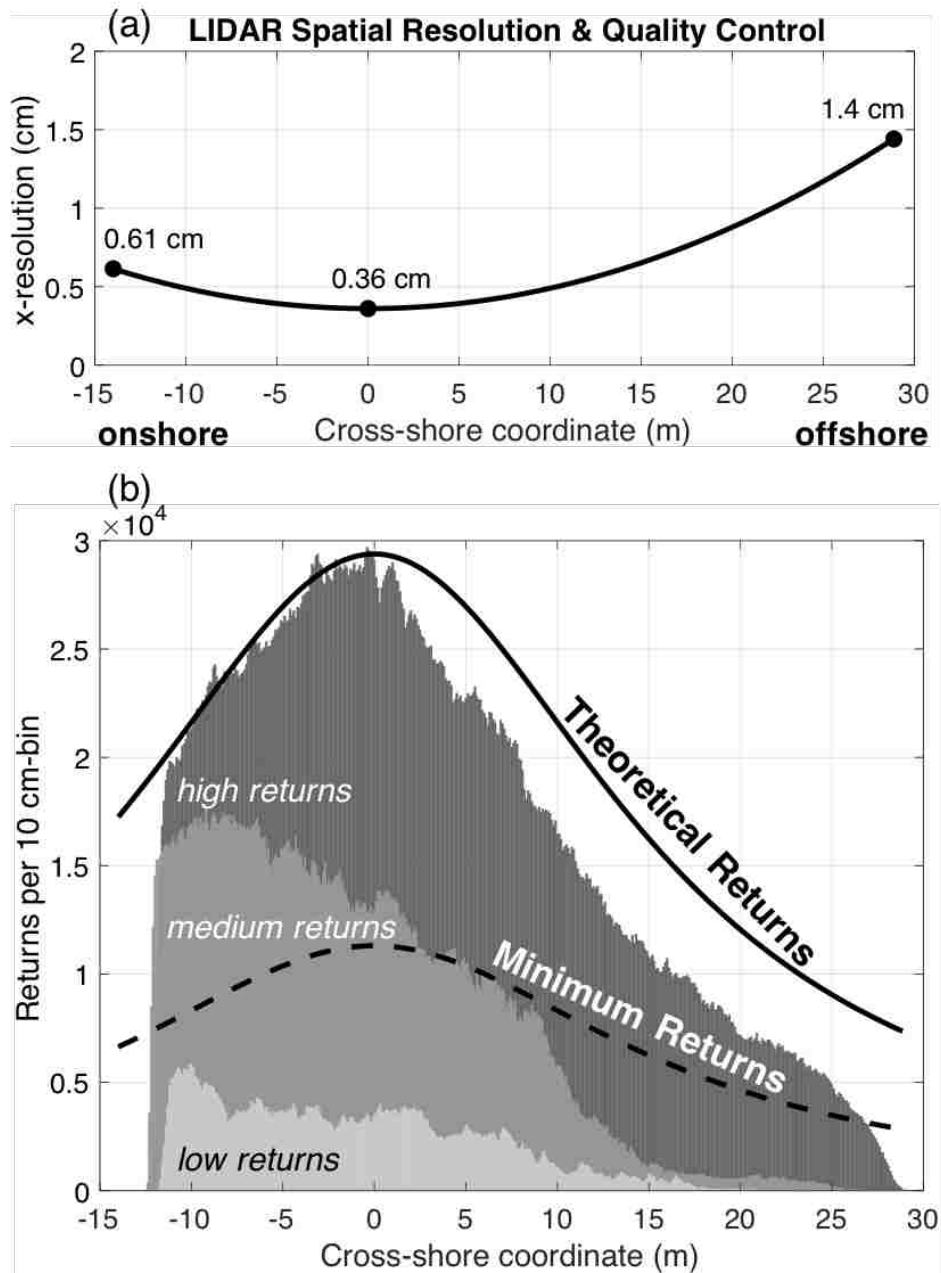 (a)
LIDAR Spatial Resolution & Quality Control
2
1.5
1
0.5
0
x-resolution (cm)
0.61 cm
0.36 cm
1.4 cm
-15 -10 -5 0 5 10 15 20 25 30
onshore Cross-shore coordinate (m) offshore
(b)
×10⁴
3
2.5
2
1.5
1
0.5
0
Returns per 10 cm-bin
high returns
medium returns
low returns
Theoretical Returns
Minimum Returns
-15 -10 -5 0 5 10 15 20 25 30
Cross-shore coordinate (m)